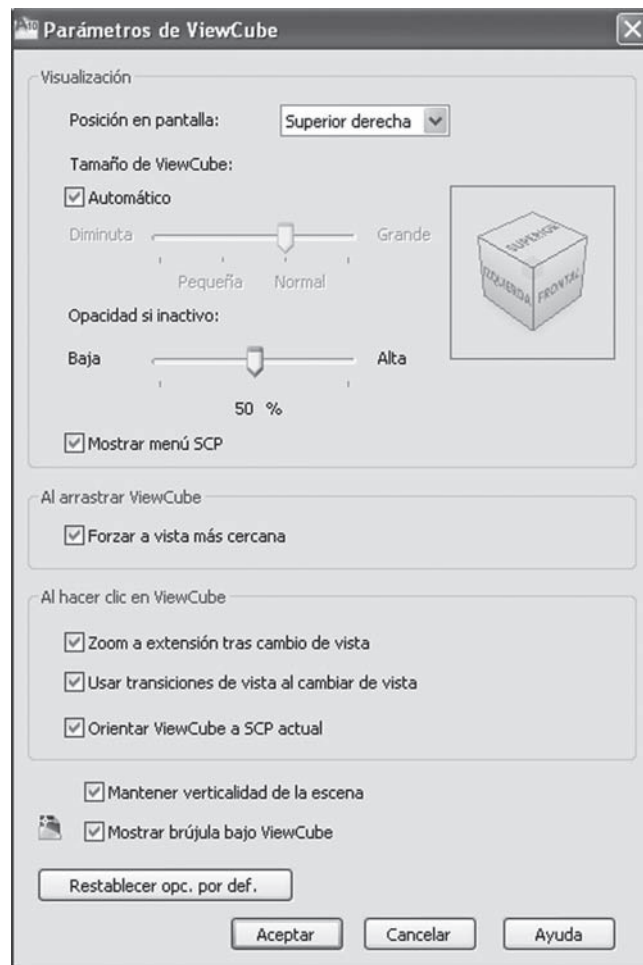 Parámetros de ViewCube
Visualización
Posición en pantalla: Superior derecha
Tamaño de ViewCube:
Automático
Diminuta Grande
Pequeña Normal
SUPERIOR
IZQUIERDA FRONTAL
Opacidad si inactivo:
Baja Alta
50 %
Mostrar menú SCP
Al arrastrar ViewCube
Forzar a vista más cercana
Al hacer clic en ViewCube
Zoom a extensión tras cambio de vista
Usar transiciones de vista al cambiar de vista
Orientar ViewCube a SCP actual
Mantener verticalidad de la escena
Mostrar brújula bajo ViewCube
Restablecer opc. por def.
Aceptar Cancelar Ayuda